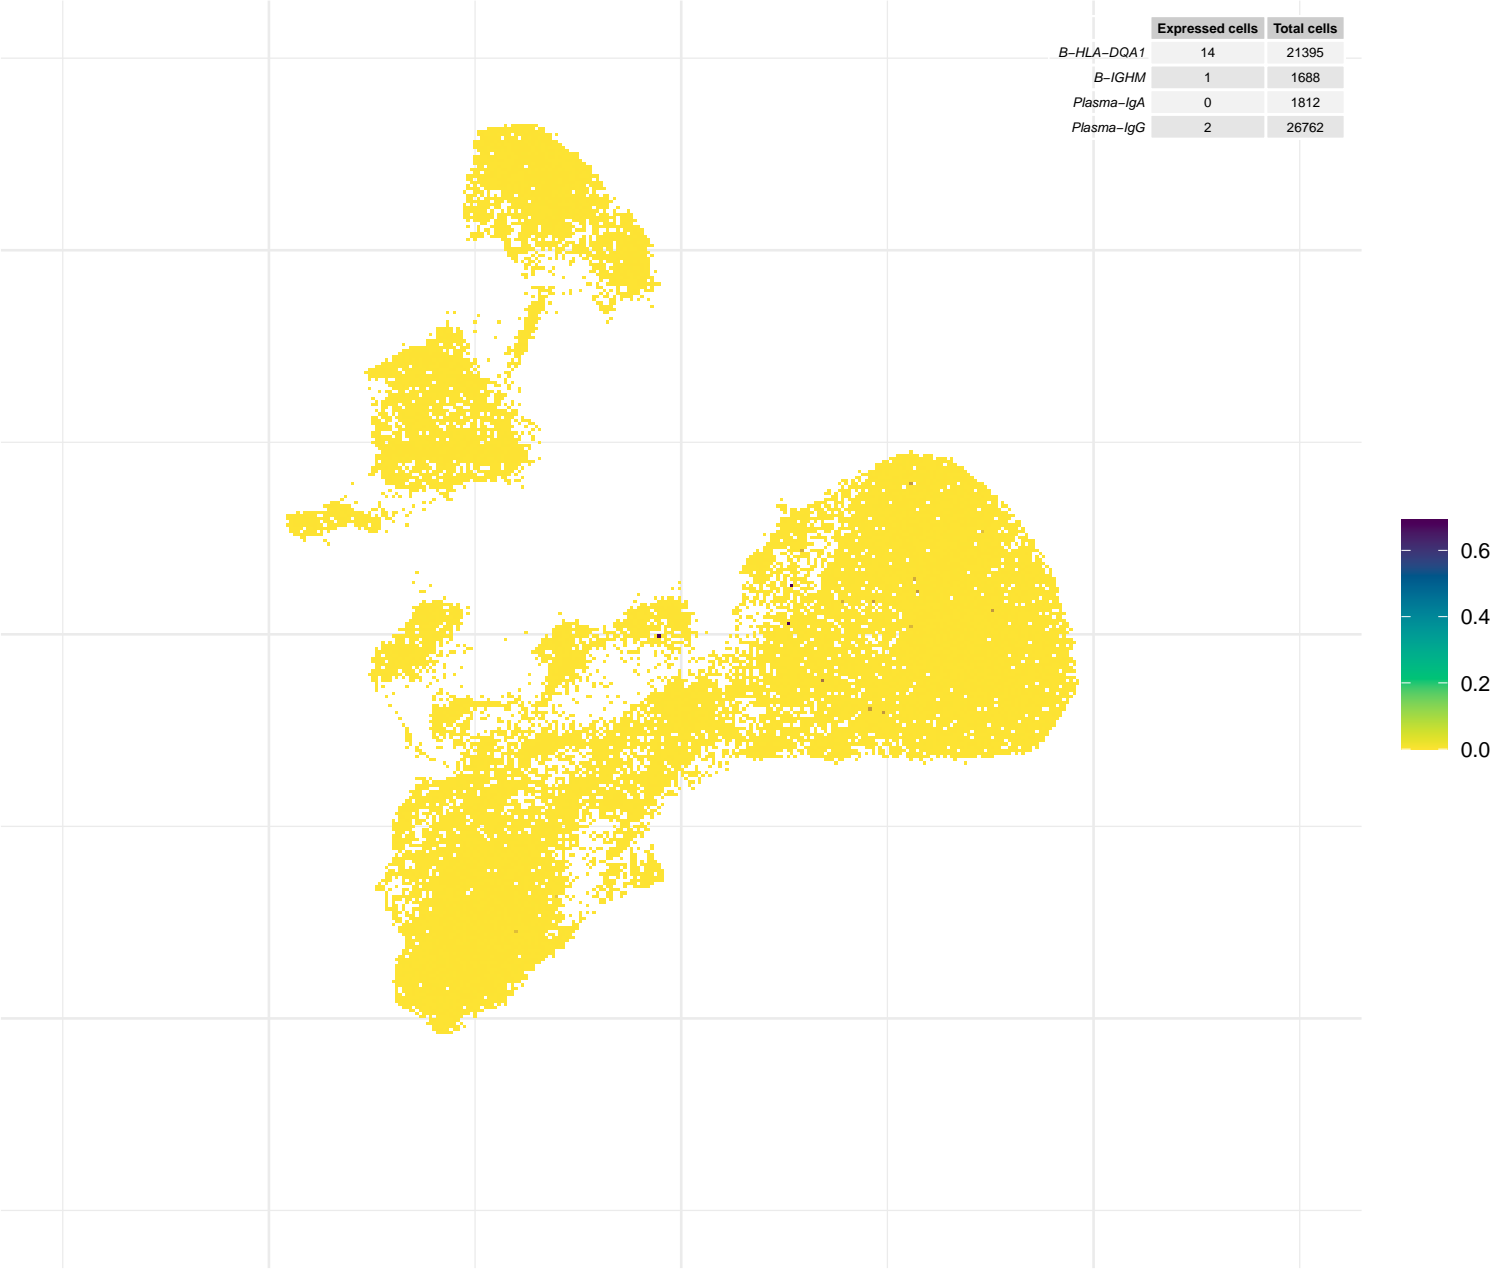 Expressed cells Total cells
B−HLA−DQA1 14 21395
B−IGHM 1 1688
Plasma−IgA 0 1812
Plasma−IgG 2 26762
0.6
0.4
0.2
0.0